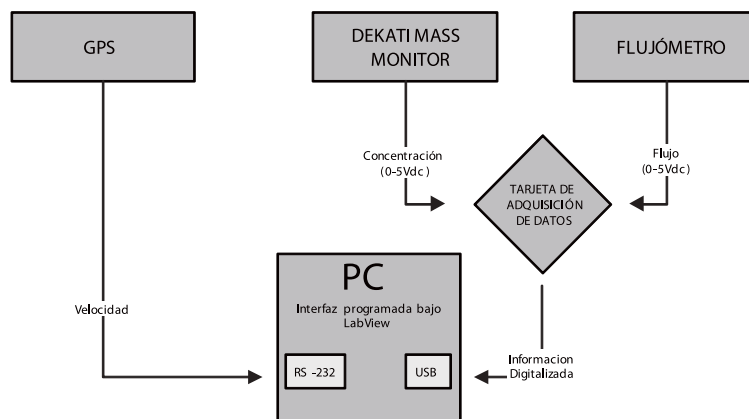 GPS
DEKATI MASS
MONITOR
FLUJÓMETRO
Concentración
(0-5Vdc)
Flujo
(0-5Vdc)
TARJETA DE
ADQUISICIÓN
DE DATOS
PC
Interfaz programada bajo
LabView
Velocidad
RS -232
USB
Informacion
Digitalizada